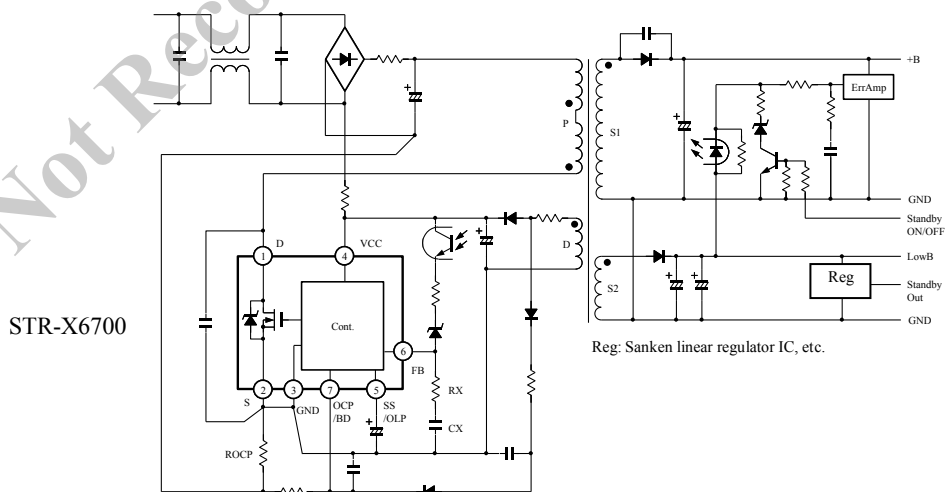 Not Reco
+B
ErrAmp
P
S1
GND
Standby
ON/OFF
D
VCC
D
LowB
1
4
S2
Reg
Standby
Out
STR-X6700
Cont.
GND
6
Reg: Sanken linear regulator IC, etc.
FB
2
3
7
5
S
GND
OCP
/BD
SS
/OLP
RX
CX
ROCP